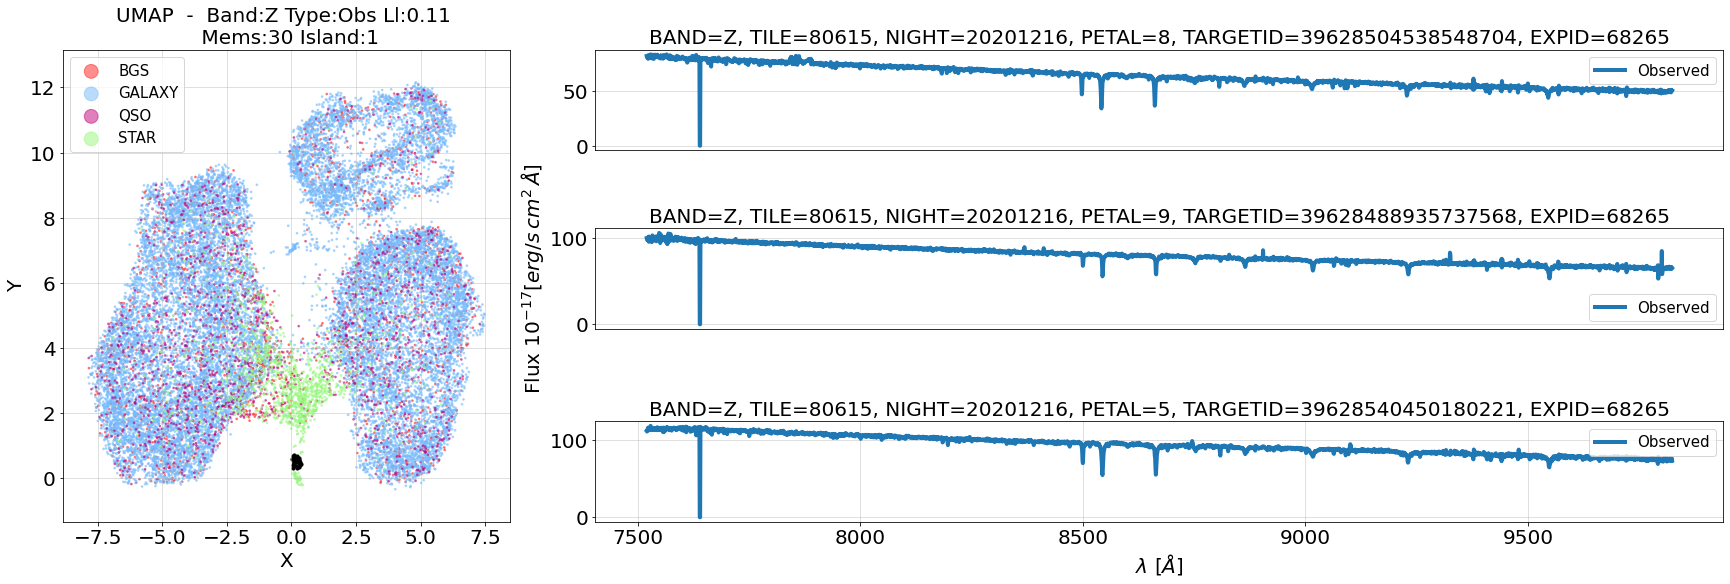 UMAP - Band:Z Type:Obs Ll:0.11
Mems:30 Island:1
BGS
GALAXY
QSO
STAR
12
10
8
6
4
2
0
Y
−7.5 −5.0 −2.5 0.0 2.5 5.0 7.5
X
Flux 10^{-17}[erg/s cm^2 Å]
BAND=Z, TILE=80615, NIGHT=20201216, PETAL=8, TARGETID=39628504538548704, EXPID=68265
50
0
Observed
BAND=Z, TILE=80615, NIGHT=20201216, PETAL=9, TARGETID=39628488935737568, EXPID=68265
100
0
Observed
BAND=Z, TILE=80615, NIGHT=20201216, PETAL=5, TARGETID=39628540450180221, EXPID=68265
100
0
Observed
7500 8000 8500 9000 9500
λ [Å]